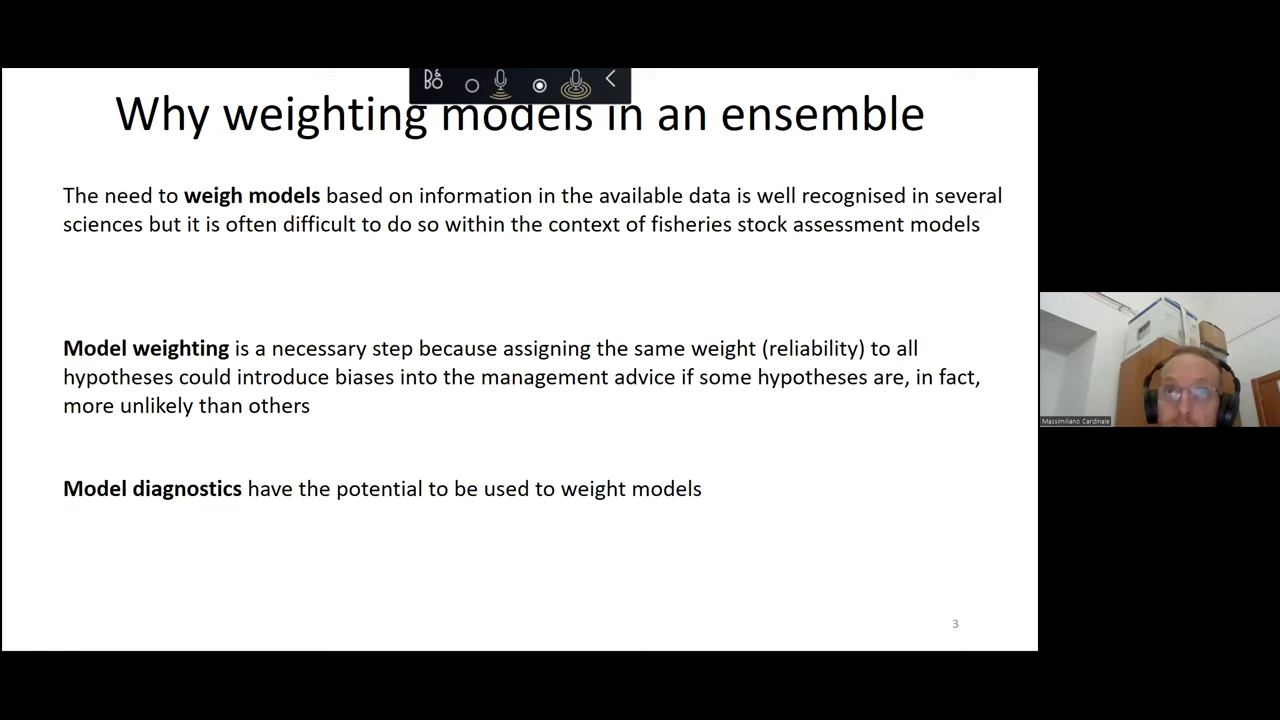 B&O
Why weighting models in an ensemble
The need to weigh models based on information in the available data is well recognised in several
sciences but it is often difficult to do so within the context of fisheries stock assessment models
Model weighting is a necessary step because assigning the same weight (reliability) to all
hypotheses could introduce biases into the management advice if some hypotheses are, in fact,
more unlikely than others
Model diagnostics have the potential to be used to weight models
3
Massimiliano Cardinale